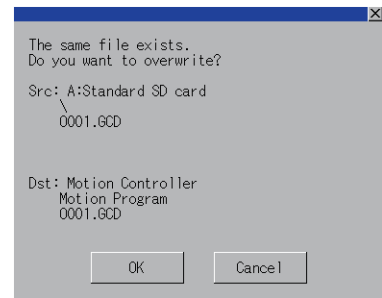 The same file exists.
Do you want to overwrite?
Src: A:Standard SD card
\
0001.GCD
Dst: Motion Controller
Motion Program
0001.GCD
OK
Cancel